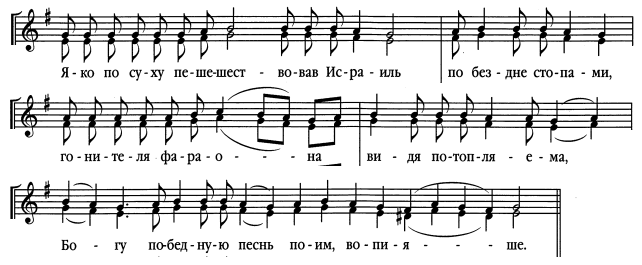 Я - ко по су - ху пе - ше - шест - во - вав Из - ра - иль по без - дне сто - па - ми,
го - ни - те - ля фа - ра - о - - - на ви - дя по - топ - ля - е - ма,
Бо - гу по - бед - ну - ю песнь по - им, во - пи - я - - - ше.